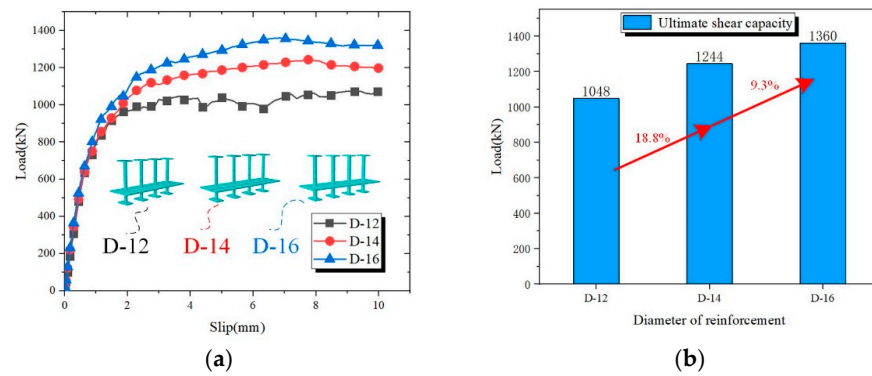 1400
1200
1000
800
600
400
200
0
Load(kN)
D-12
D-14
D-16
D-12
D-14
D-16
0
2
4
6
8
10
Slip(mm)
(a)
Ultimate shear capacity
1400
1200
1000
800
600
400
200
0
Load(kN)
1048
1244
1360
18.8%
9.3%
D-12
D-14
D-16
Diameter of reinforcement
(b)